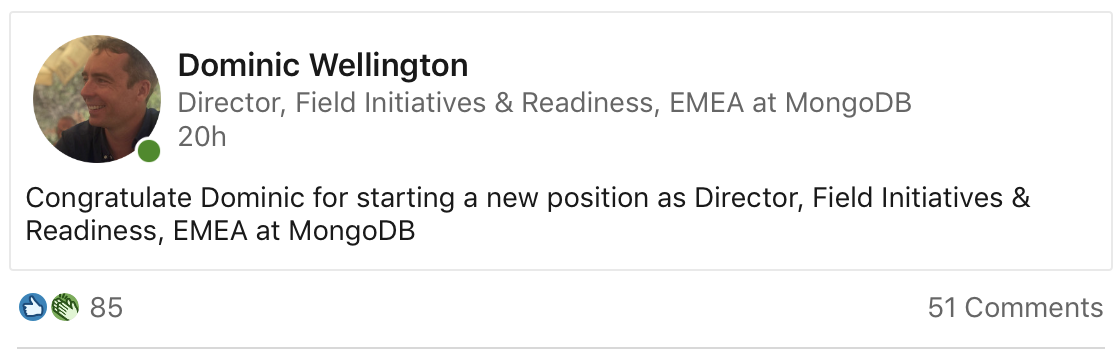 Dominic Wellington
Director, Field Initiatives & Readiness, EMEA at MongoDB
20h
Congratulate Dominic for starting a new position as Director, Field Initiatives &
Readiness, EMEA at MongoDB
85
51 Comments